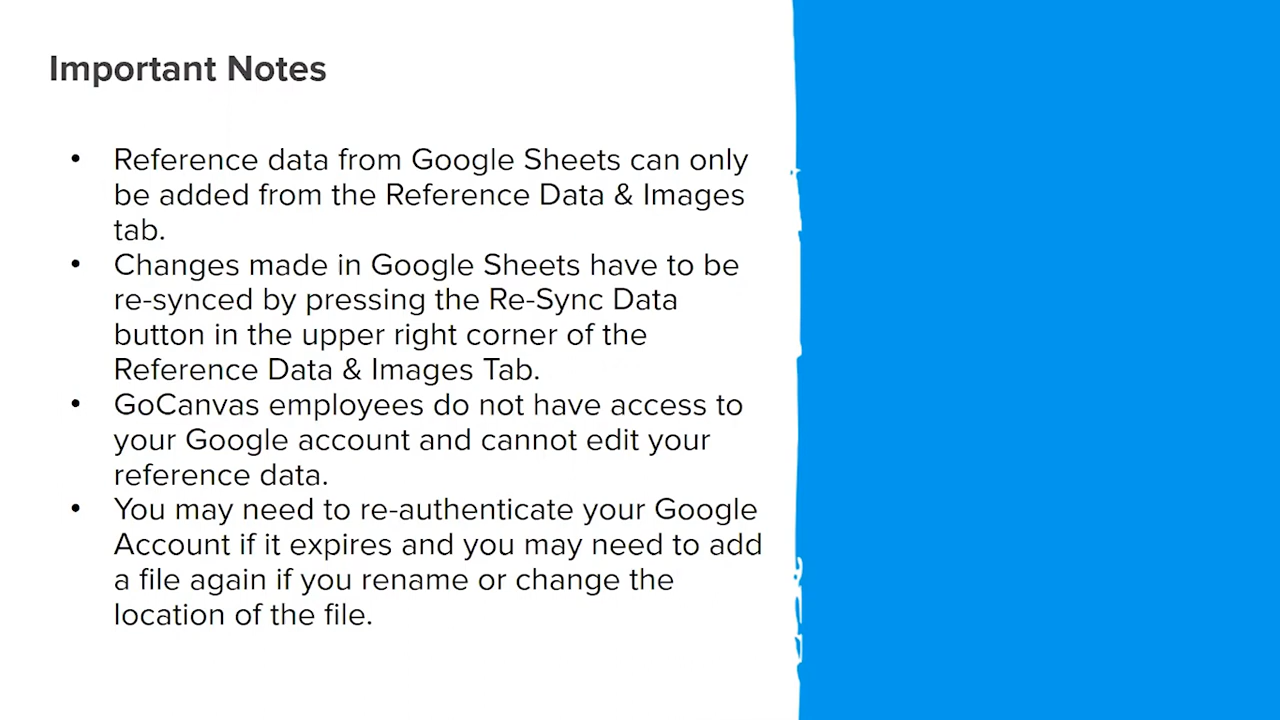 Important Notes
• Reference data from Google Sheets can only
be added from the Reference Data & Images
tab.
• Changes made in Google Sheets have to be
re-synced by pressing the Re-Sync Data
button in the upper right corner of the
Reference Data & Images Tab.
• GoCanvas employees do not have access to
your Google account and cannot edit your
reference data.
• You may need to re-authenticate your Google
Account if it expires and you may need to add
a file again if you rename or change the
location of the file.